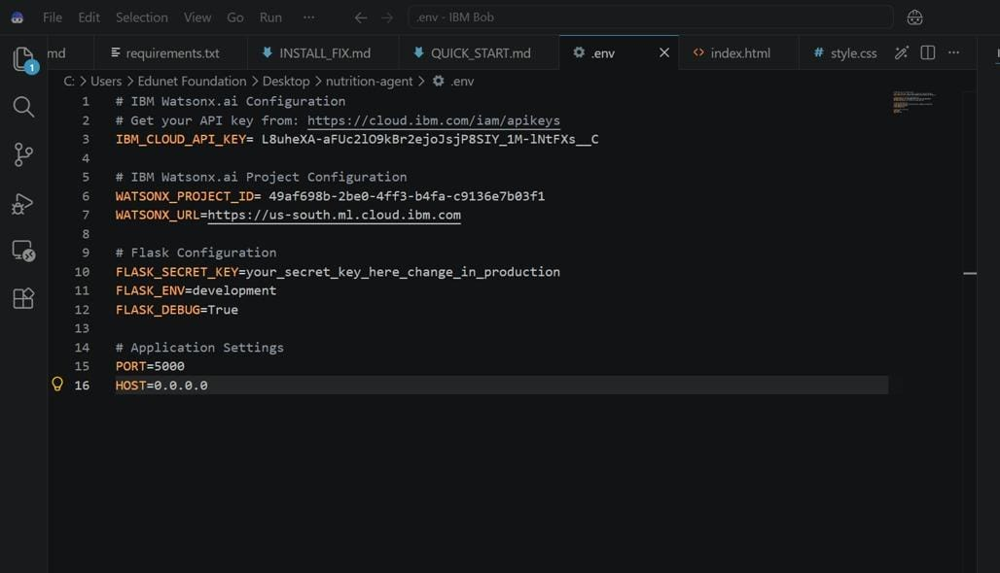 File Edit Selection View Go Run ··· ← → .env - IBM Bob
md requirements.txt INSTALL_FIX.md QUICK_START.md .env × index.html # style.css ···
1
C: > Users > Edunet Foundation > Desktop > nutrition-agent > .env
1 # IBM Watsonx.ai Configuration
2 # Get your API key from: https://cloud.ibm.com/iam/apikeys
3 IBM_CLOUD_API_KEY= L8uheXA-aFUc2lO9kBr2ejoJsjP8SIY_1M-lNtFXs__C
4
5 # IBM Watsonx.ai Project Configuration
6 WATSONX_PROJECT_ID= 49af698b-2be0-4ff3-b4fa-c9136e7b03f1
7 WATSONX_URL=https://us-south.ml.cloud.ibm.com
8
9 # Flask Configuration
10 FLASK_SECRET_KEY=your_secret_key_here_change_in_production
11 FLASK_ENV=development
12 FLASK_DEBUG=True
13
14 # Application Settings
15 PORT=5000
16 HOST=0.0.0.0